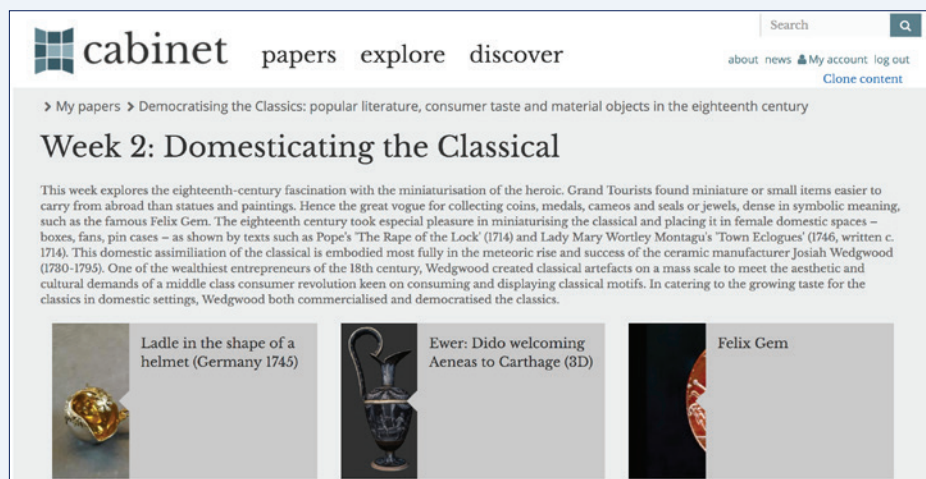 Search
cabinet papers explore discover
about news My account log out
Clone content
> My papers > Democratising the Classics: popular literature, consumer taste and material objects in the eighteenth century
Week 2: Domesticating the Classical
This week explores the eighteenth-century fascination with the miniaturisation of the heroic. Grand Tourists found miniature or small items easier to
carry from abroad than statues and paintings. Hence the great vogue for collecting coins, medals, cameos and seals or jewels, dense in symbolic meaning,
such as the famous Felix Gem. The eighteenth century took especial pleasure in miniaturising the classical and placing it in female domestic spaces –
boxes, fans, pin cases – as shown by texts such as Pope's 'The Rape of the Lock' (1714) and Lady Mary Wortley Montagu's 'Town Eclogues' (1746, written c.
1714). This domestic assimiliation of the classical is embodied most fully in the meteoric rise and success of the ceramic manufacturer Josiah Wedgwood
(1780-1795). One of the wealthiest entrepreneurs of the 18th century, Wedgwood created classical artefacts on a mass scale to meet the aesthetic and
cultural demands of a middle class consumer revolution keen on consuming and displaying classical motifs. In catering to the growing taste for the
classics in domestic settings, Wedgwood both commercialised and democratised the classics.
Ladle in the shape of a
helmet (Germany 1745)
Ewer: Dido welcoming
Aeneas to Carthage (3D)
Felix Gem